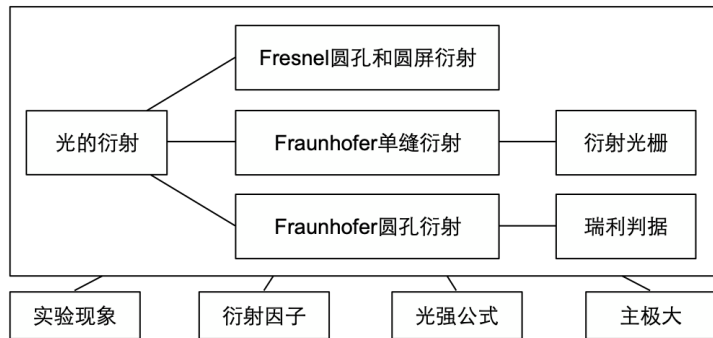 Fresnel圆孔和圆屏衍射
光的衍射
Fraunhofer单缝衍射
衍射光栅
Fraunhofer圆孔衍射
瑞利判据
实验现象
衍射因子
光强公式
主极大